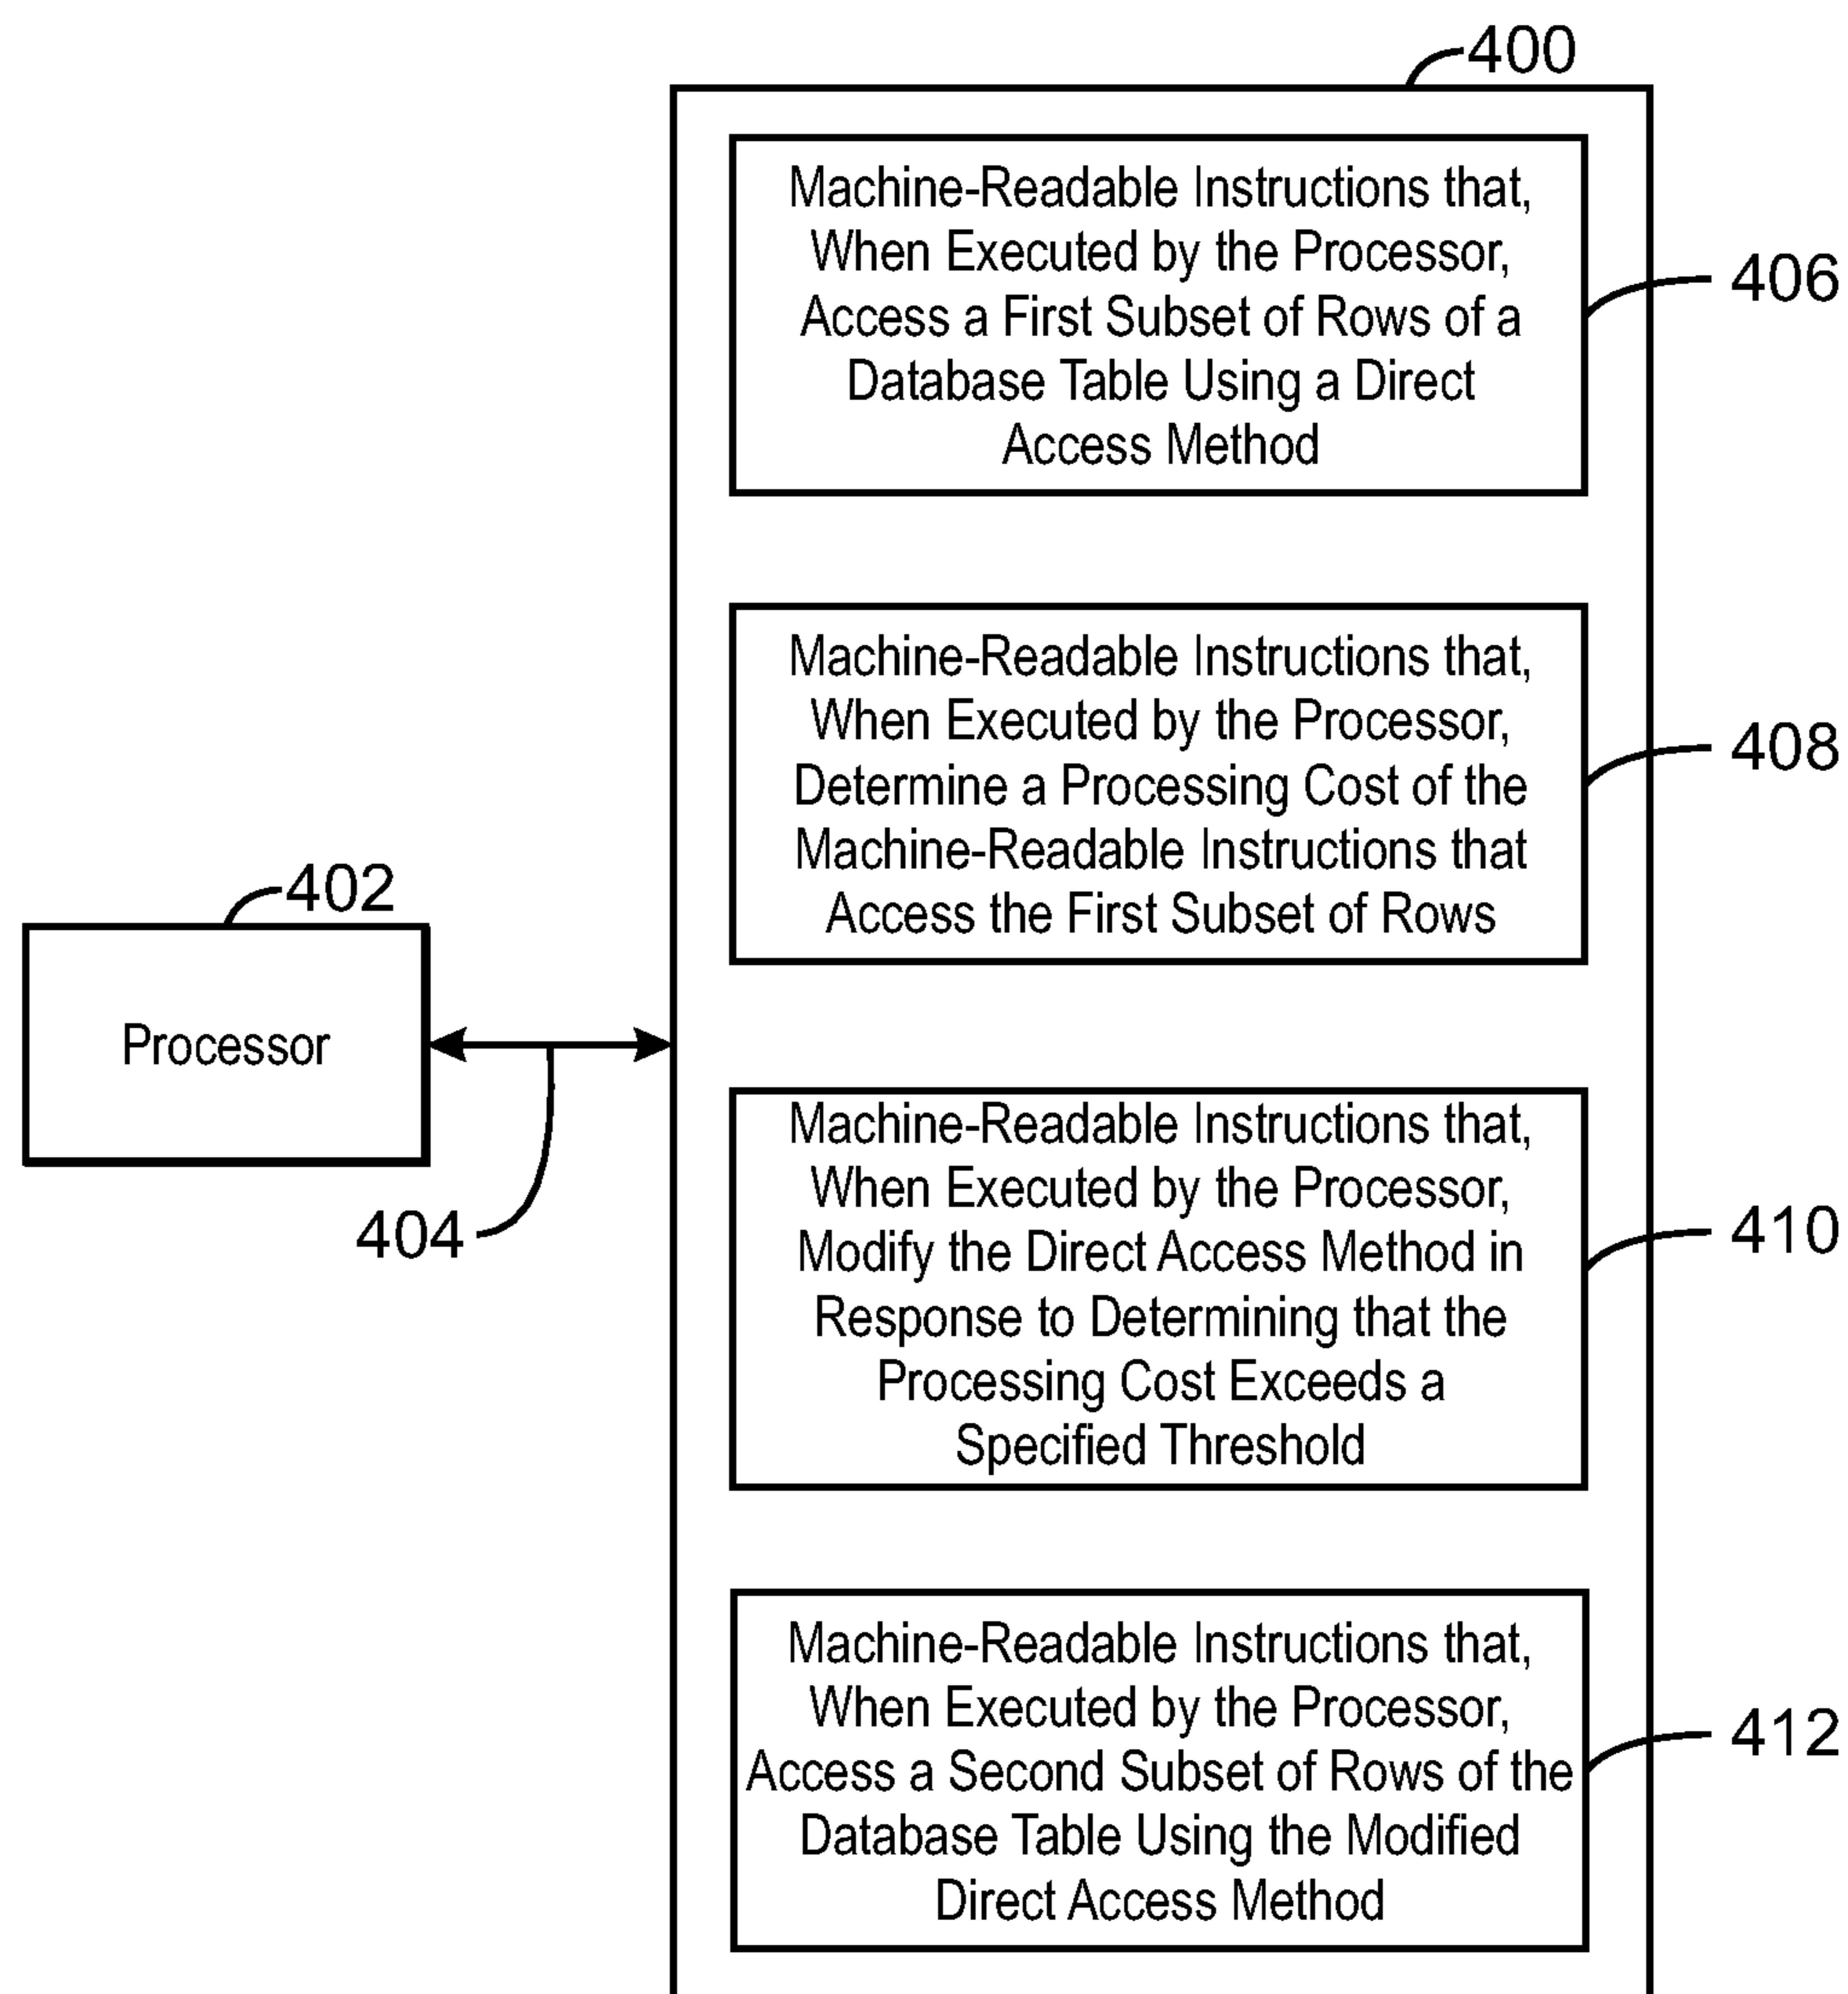 400
Machine-Readable Instructions that,
When Executed by the Processor,
Access a First Subset of Rows of a
Database Table Using a Direct
Access Method
406
Machine-Readable Instructions that,
When Executed by the Processor,
Determine a Processing Cost of the
Machine-Readable Instructions that
Access the First Subset of Rows
408
402
Processor
404
Machine-Readable Instructions that,
When Executed by the Processor,
Modify the Direct Access Method in
Response to Determining that the
Processing Cost Exceeds a
Specified Threshold
410
Machine-Readable Instructions that,
When Executed by the Processor,
Access a Second Subset of Rows of the
Database Table Using the Modified
Direct Access Method
412